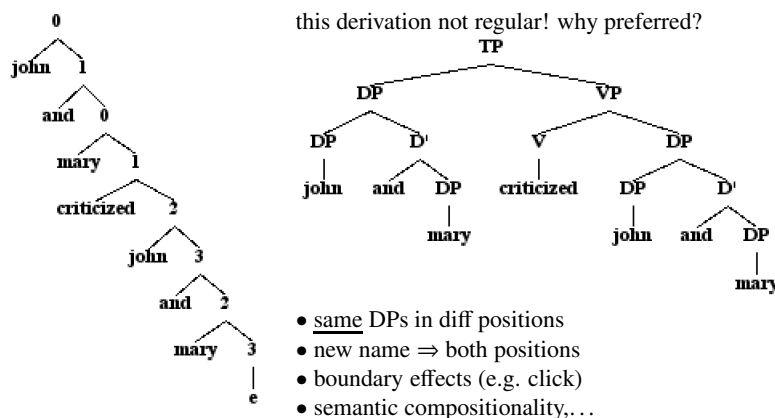 this derivation not regular! why preferred?
0
john 1
and 0
mary 1
criticized 2
john 3
and 2
mary 3
e
TP
DP VP
DP D' V DP
john and DP criticized DP D'
mary john and DP
mary
• same DPs in diff positions
• new name ⇒ both positions
• boundary effects (e.g. click)
• semantic compositionality,...